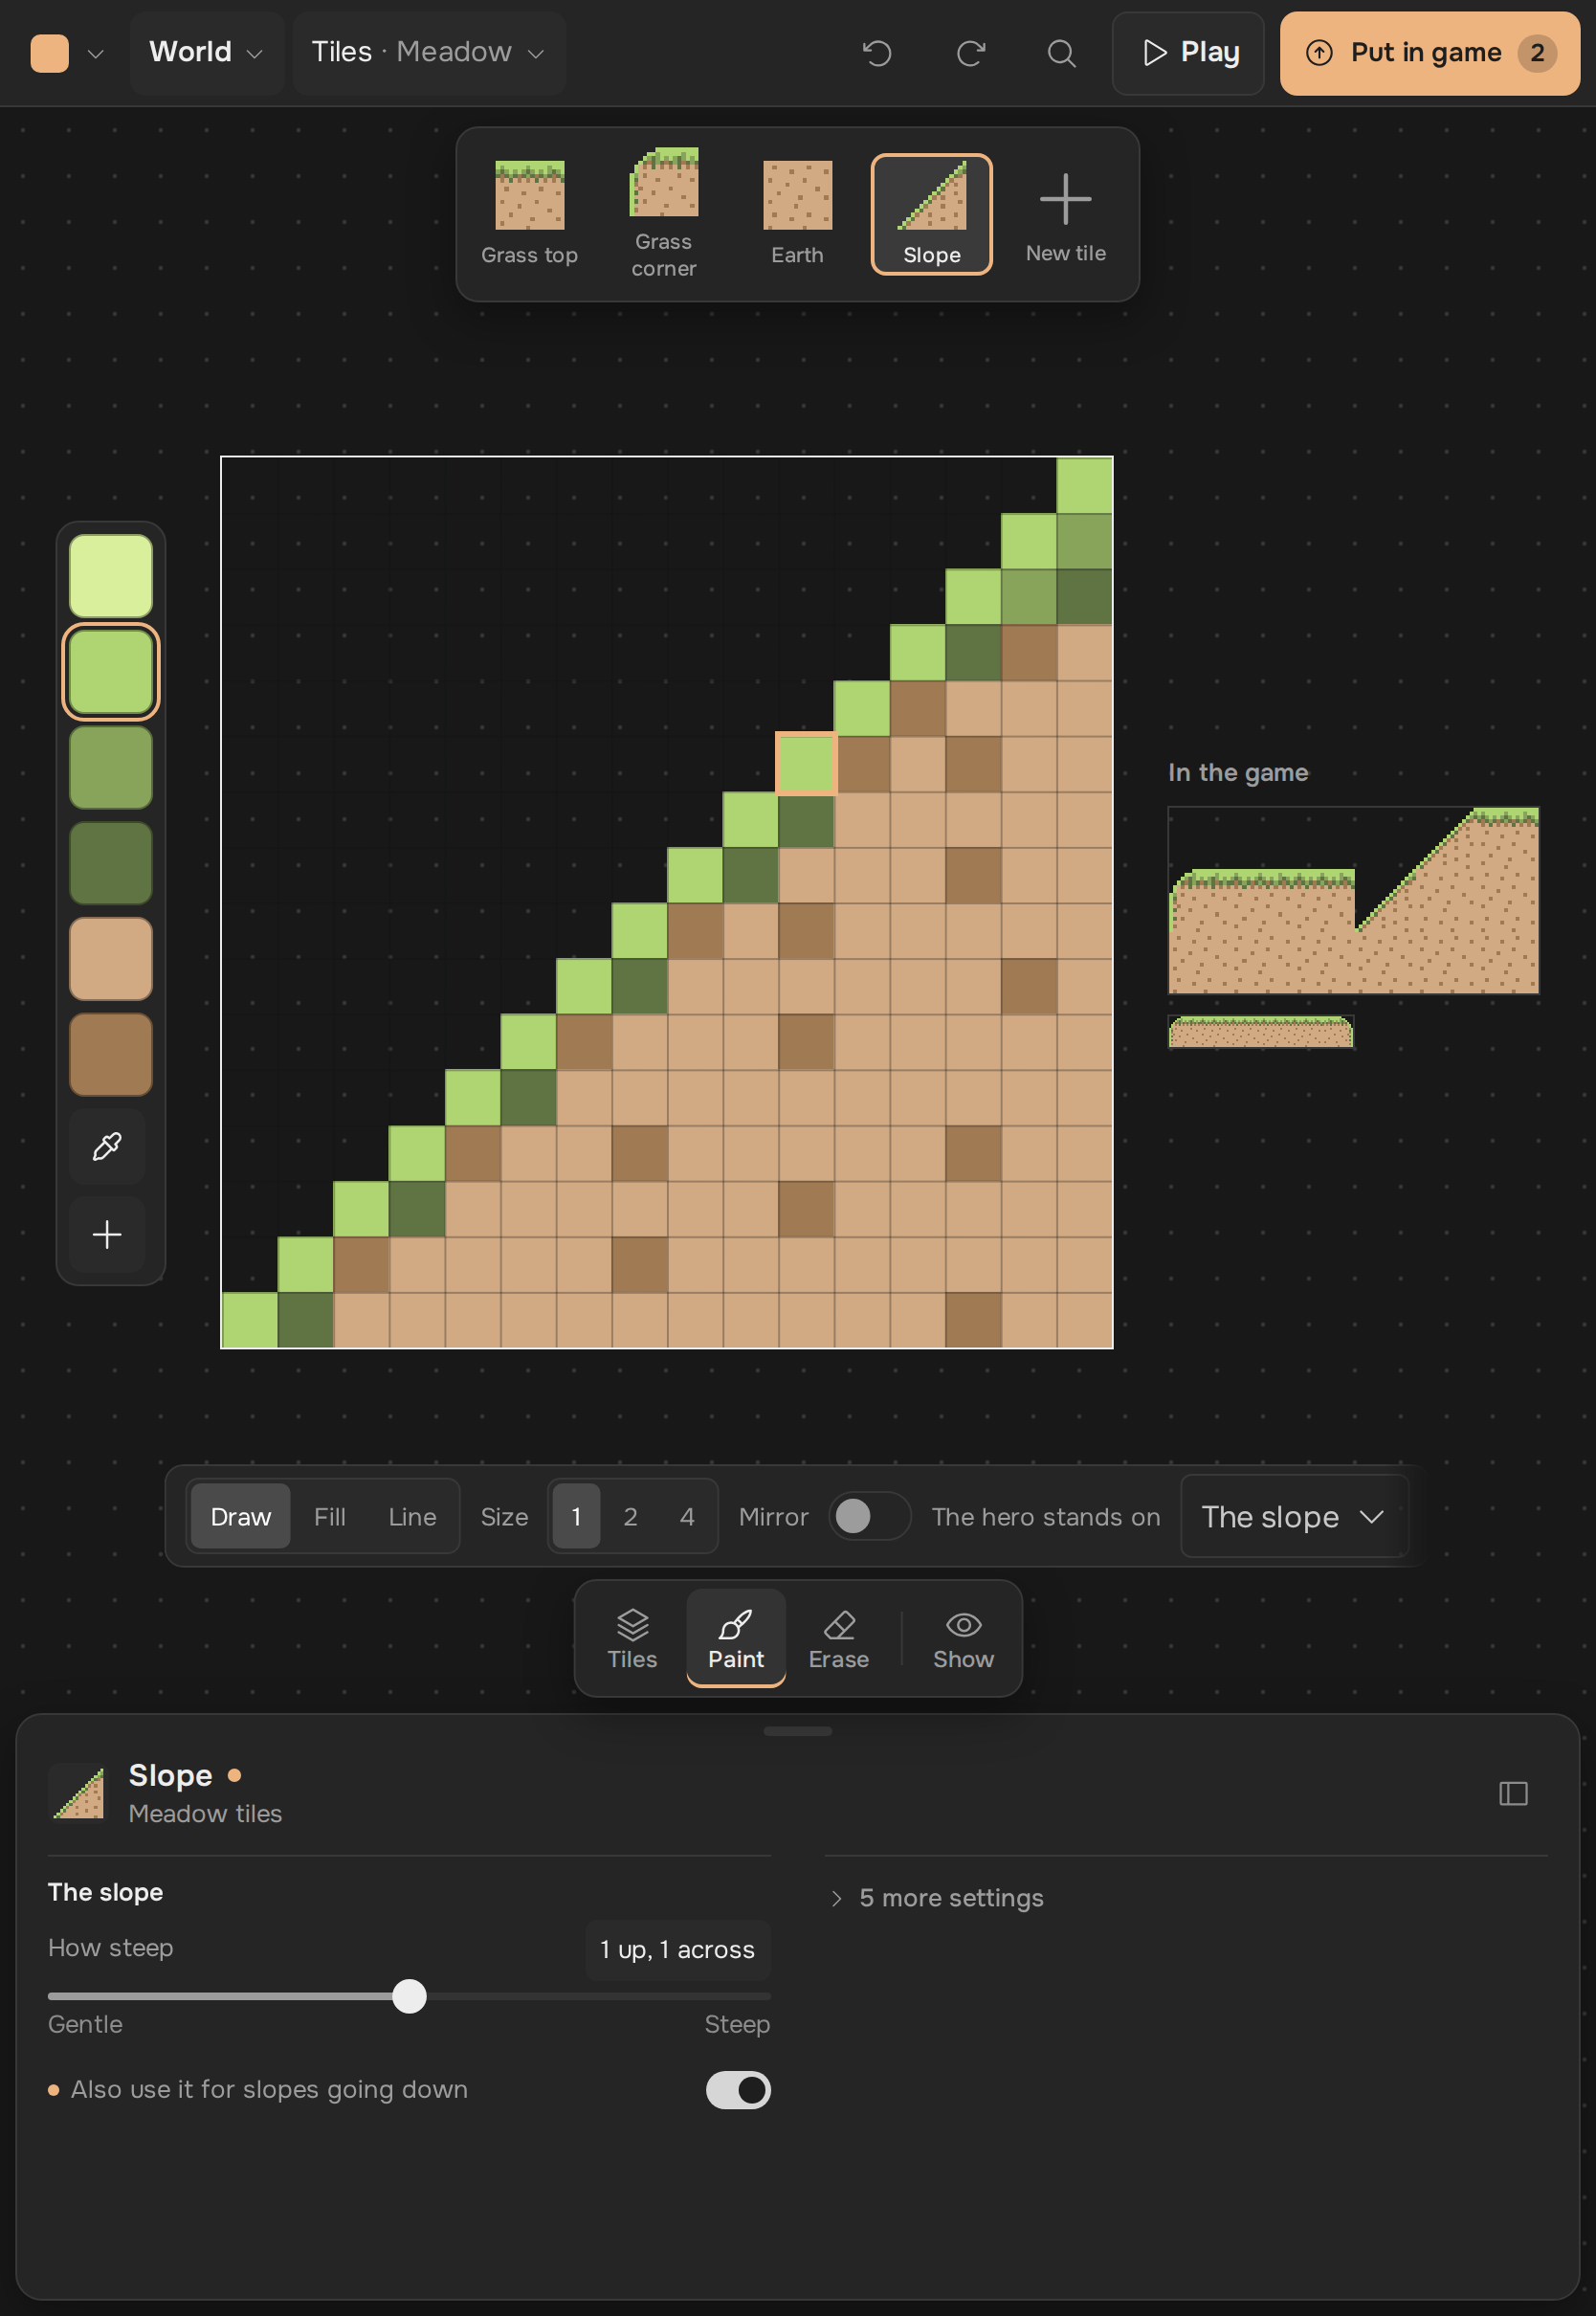 World
Tiles · Meadow
Play
Put in game 2
Grass top
Grass
corner
Earth
Slope
New tile
In the game
Draw
Fill
Line
Size
1
2
4
Mirror
The hero stands on
The slope
Tiles
Paint
Erase
Show
Slope
Meadow tiles
The slope
How steep
1 up, 1 across
Gentle
Steep
Also use it for slopes going down
5 more settings